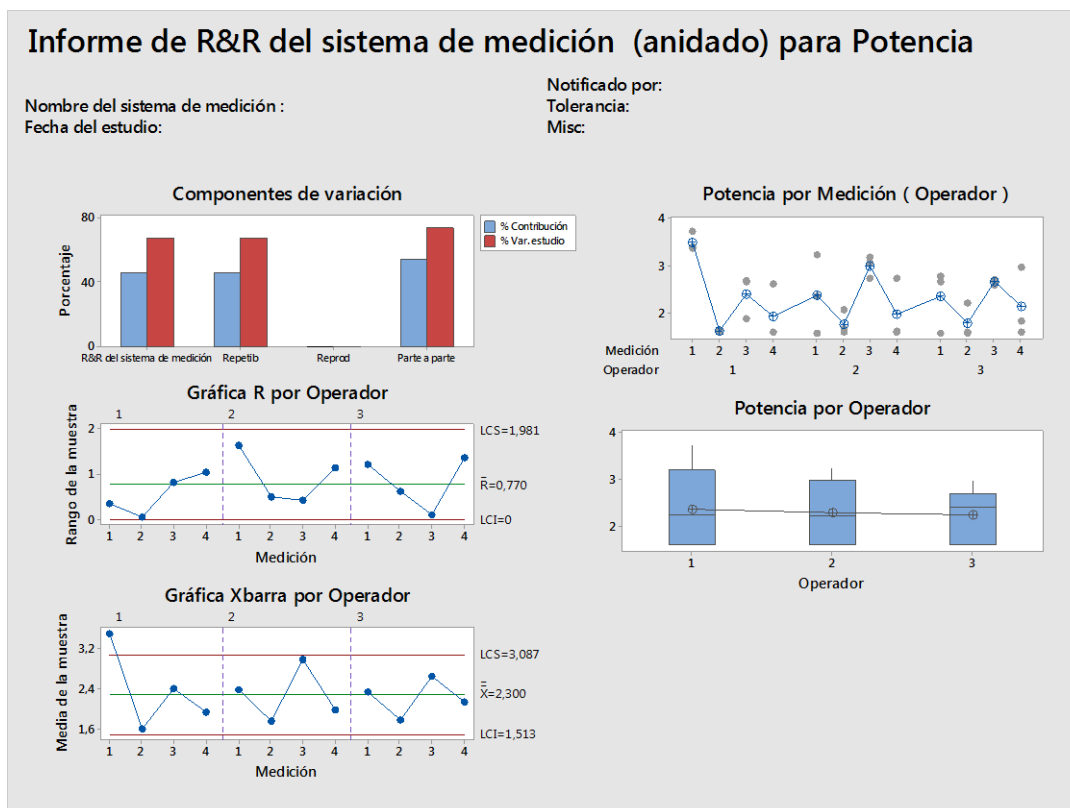 Informe de R&R del sistema de medición (anidado) para Potencia
Nombre del sistema de medición :
Fecha del estudio:
Notificado por:
Tolerancia:
Misc:
Componentes de variación
80
40
0
Porcentaje
R&R del sistema de medición Repetib Reprod Parte a parte
% Contribución
% Var. estudio
Gráfica R por Operador
1 2 3
2
1
0
Rango de la muestra
LCS=1,981
R̄=0,770
LCI=0
1 2 3 4 1 2 3 4 1 2 3 4
Medición
Gráfica Xbarra por Operador
1 2 3
3.2
2.4
1.6
Media de la muestra
LCS=3,087
X̿=2,300
LCI=1,513
1 2 3 4 1 2 3 4 1 2 3 4
Medición
Potencia por Medición ( Operador )
4
3
2
Medición 1 2 3 4 1 2 3 4 1 2 3 4
Operador 1 2 3
Potencia por Operador
4
3
2
1 2 3
Operador